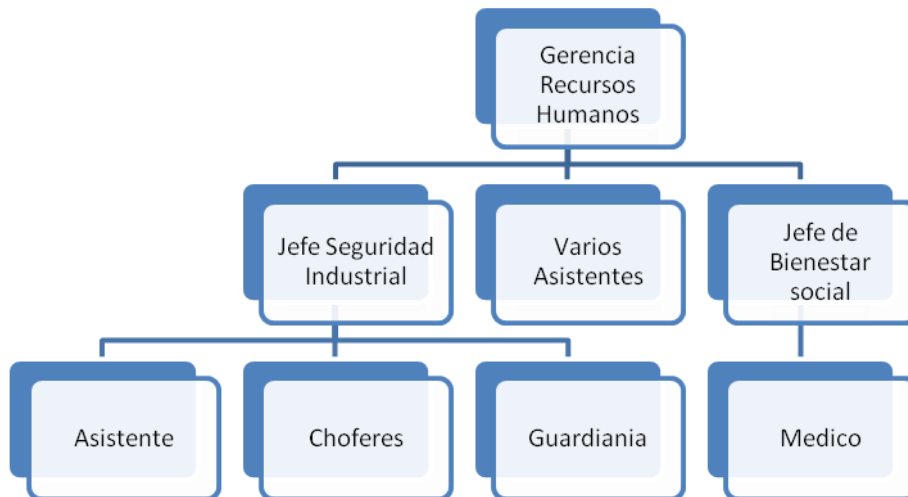 Gerencia
Recursos
Humanos
Jefe Seguridad
Industrial
Varios
Asistentes
Jefe de
Bienestar
social
Asistente
Choferes
Guardiania
Medico